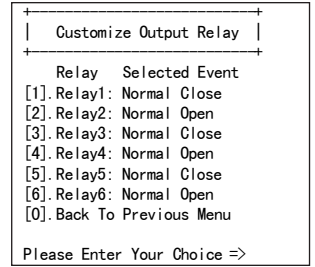 +--------------------------+
|   Customize Output Relay  |
+--------------------------+
Relay   Selected Event
[1].Relay1: Normal Close
[2].Relay2: Normal Open
[3].Relay3: Normal Close
[4].Relay4: Normal Open
[5].Relay5: Normal Close
[6].Relay6: Normal Open
[0].Back To Previous Menu
Please Enter Your Choice =>